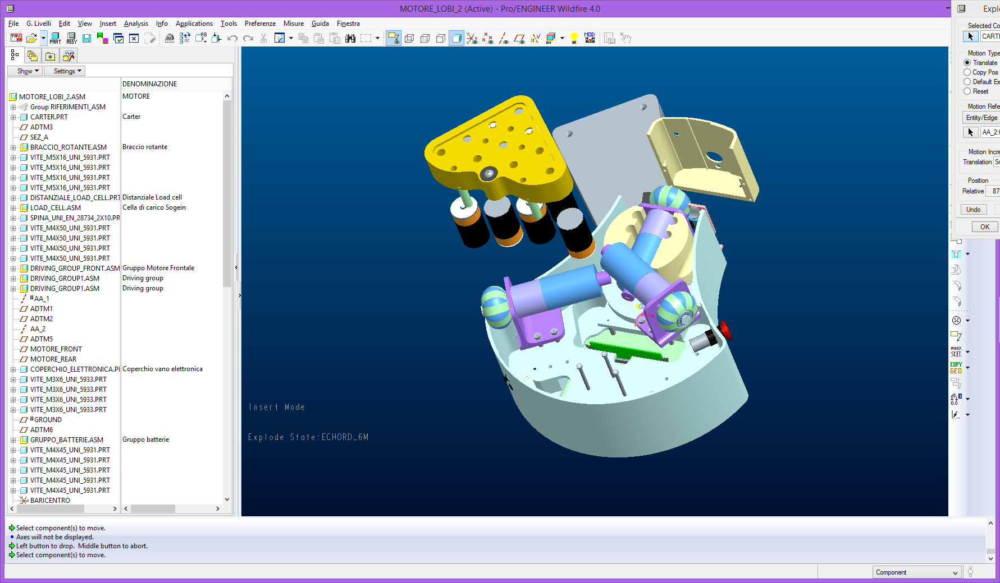 MOTORE_LOBI_2 (Active) - Pro/ENGINEER Wildfire 4.0
Explo
File G. Livelli Edit View Insert Analysis Info Applications Tools Preferenze Misure Guida Finestra
TAV. PART ASSY MOD
Show Settings
DENOMINAZIONE
MOTORE_LOBI_2.ASM MOTORE
Group RIFERIMENTI_ASM
CARTER.PRT Carter
ADTM3
SEZ_A
BRACCIO_ROTANTE.ASM Braccio rotante
VITE_M5X16_UNI_5931.PRT
VITE_M5X16_UNI_5931.PRT
VITE_M5X16_UNI_5931.PRT
VITE_M5X16_UNI_5931.PRT
DISTANZIALE_LOAD_CELL.PRT Distanziale Load cell
LOAD_CELL.ASM Cella di carico Sogein
SPINA_UNI_EN_28734_2X10.PR
VITE_M4X50_UNI_5931.PRT
VITE_M4X50_UNI_5931.PRT
VITE_M4X50_UNI_5931.PRT
VITE_M4X50_UNI_5931.PRT
DRIVING_GROUP_FRONT.ASM Gruppo Motore Frontale
DRIVING_GROUP1.ASM Driving group
DRIVING_GROUP1.ASM Driving group
AA_1
ADTM1
ADTM2
AA_2
ADTM5
MOTORE_FRONT
MOTORE_REAR
COPERCHIO_ELETTRONICA.PI Coperchio vano elettronica
VITE_M3X6_UNI_5933.PRT
VITE_M3X6_UNI_5933.PRT
VITE_M3X6_UNI_5933.PRT
VITE_M3X6_UNI_5933.PRT
GROUND
ADTM6
GRUPPO_BATTERIE.ASM Gruppo batterie
VITE_M4X45_UNI_5931.PRT
VITE_M4X45_UNI_5931.PRT
VITE_M4X45_UNI_5931.PRT
VITE_M4X45_UNI_5931.PRT
VITE_M4X45_UNI_5931.PRT
BARICENTRO
Insert Mode
Explode State:ECHORD_6M
Selected Co
CARTE
Motion Type
Translate
Copy Pos
Default Ex
Reset
Motion Refe
Entity/Edge
AA_2:
Motion Incre
Translation Sm
Position
Relative 87
Undo
OK
RIDEF.
SKET.
COPY
GEO
d1
0.0
Select component(s) to move.
Axes will not be displayed.
Left button to drop. Middle button to abort.
Select component(s) to move.
Component